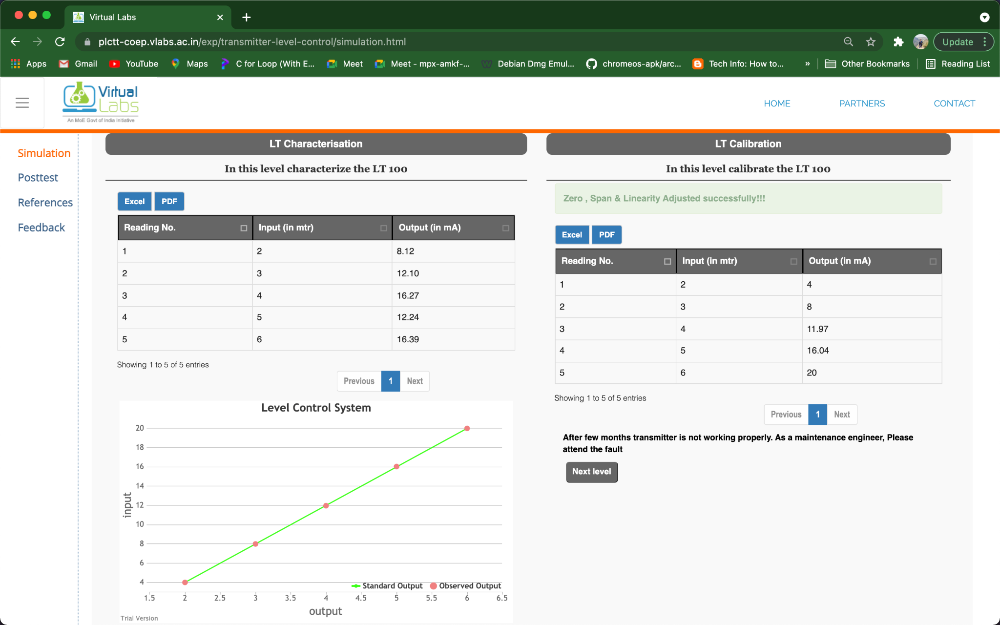 Virtual Labs
plctt-coep.vlabs.ac.in/exp/transmitter-level-control/simulation.html
Update
Apps Gmail YouTube Maps C for Loop (With E... Meet Meet - mpx-amkf-... Debian Dmg Emul... chromeos-apk/arc... Tech Info: How to... » Other Bookmarks Reading List
Virtual
Labs
An MoE Govt of India Initiative
HOME PARTNERS CONTACT
Simulation
Posttest
References
Feedback
LT Characterisation
In this level characterize the LT 100
Excel PDF
Reading No. Input (in mtr) Output (in mA)
1 2 8.12
2 3 12.10
3 4 16.27
4 5 12.24
5 6 16.39
Showing 1 to 5 of 5 entries
Previous 1 Next
Level Control System
20
18
16
14
12
10
8
6
4
input
Standard Output Observed Output
1.5 2 2.5 3 3.5 4 4.5 5 5.5 6 6.5
output
Trial Version
LT Calibration
In this level calibrate the LT 100
Zero , Span & Linearity Adjusted successfully!!!
Excel PDF
Reading No. Input (in mtr) Output (in mA)
1 2 4
2 3 8
3 4 11.97
4 5 16.04
5 6 20
Showing 1 to 5 of 5 entries
Previous 1 Next
After few months transmitter is not working properly. As a maintenance engineer, Please
attend the fault
Next level